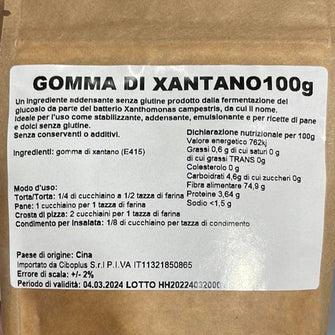 GOMMA DI XANTANO100g
Un ingrediente addensante senza glutine prodotto dalla fermentazione del
glucosio da parte del batterio Xanthomonas campestris, da cui il nome.
Ideale per l'uso come stabilizzante, addensante, emulsionante e per ricette di pane
e dolci senza glutine.
Senza conservanti o additivi.
Ingredienti: gomma di xantano (E415)
Dichiarazione nutrizionale per 100g
Valore energetico 762kj
Grassi 0,6 g di cui saturi 0 g
di cui grassi TRANS 0g
Colesterolo 0 g
Carboidrati 4,6g di cui zuccheri 0g
Fibra alimentare 74,9 g
Proteine 3,64 g
Sodio <1,5 g
Modo d'uso:
Torta/Torta: 1/4 di cucchiaino a 1/2 tazza di farina
Pane: 1 cucchiaino per 1 tazza di farina
Crosta di pizza: 2 cucchiaini per 1 tazza di farina
Condimento per insalata: 1/8 di cucchiaino per tazza di condimento
Paese di origine: Cina
Importato da Ciboplus S.r.l P.I.VA IT11321850865
Errore di scala: +/- 2%
Periodo di validità: 04.03.2024 LOTTO HH20224032000